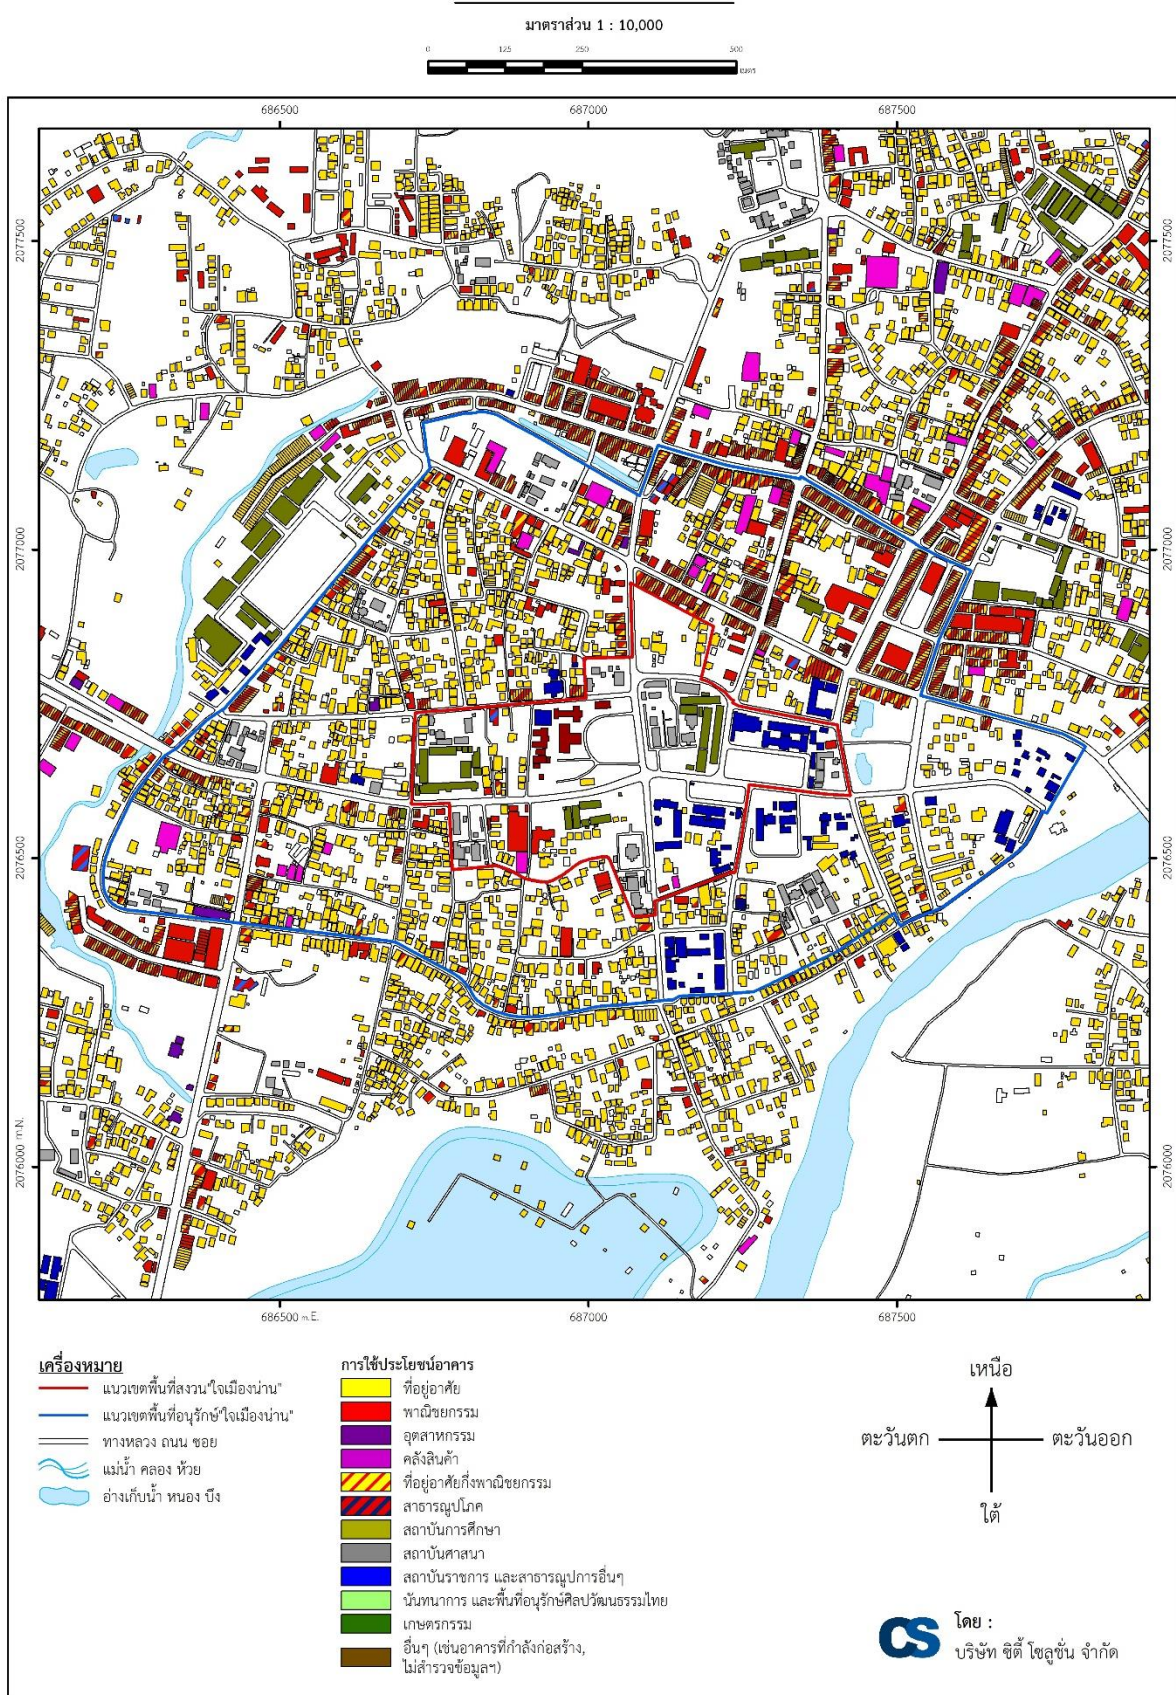 มาตราส่วน 1 : 10,000
0 125 250 500
เมตร
686500 687000 687500
2077500 2077500
2077000 2077000
2076500 2076500
2076000 m.N. 2076000
686500 m.E. 687000 687500
เครื่องหมาย
แนวเขตพื้นที่สงวน"ใจเมืองน่าน"
แนวเขตพื้นที่อนุรักษ์"ใจเมืองน่าน"
ทางหลวง ถนน ซอย
แม่น้ำ คลอง ห้วย
อ่างเก็บน้ำ หนอง บึง
การใช้ประโยชน์อาคาร
ที่อยู่อาศัย
พาณิชยกรรม
อุตสาหกรรม
คลังสินค้า
ที่อยู่อาศัยกึ่งพาณิชยกรรม
สาธารณูปโภค
สถาบันการศึกษา
สถาบันศาสนา
สถาบันราชการ และสาธารณูปการอื่นๆ
นันทนาการ และพื้นที่อนุรักษ์ศิลปวัฒนธรรมไทย
เกษตรกรรม
อื่นๆ (เช่นอาคารที่กำลังก่อสร้าง,
ไม่สำรวจข้อมูลฯ)
เหนือ
ตะวันตก ตะวันออก
ใต้
CS
โดย :
บริษัท ซิตี้ โซลูชั่น จำกัด